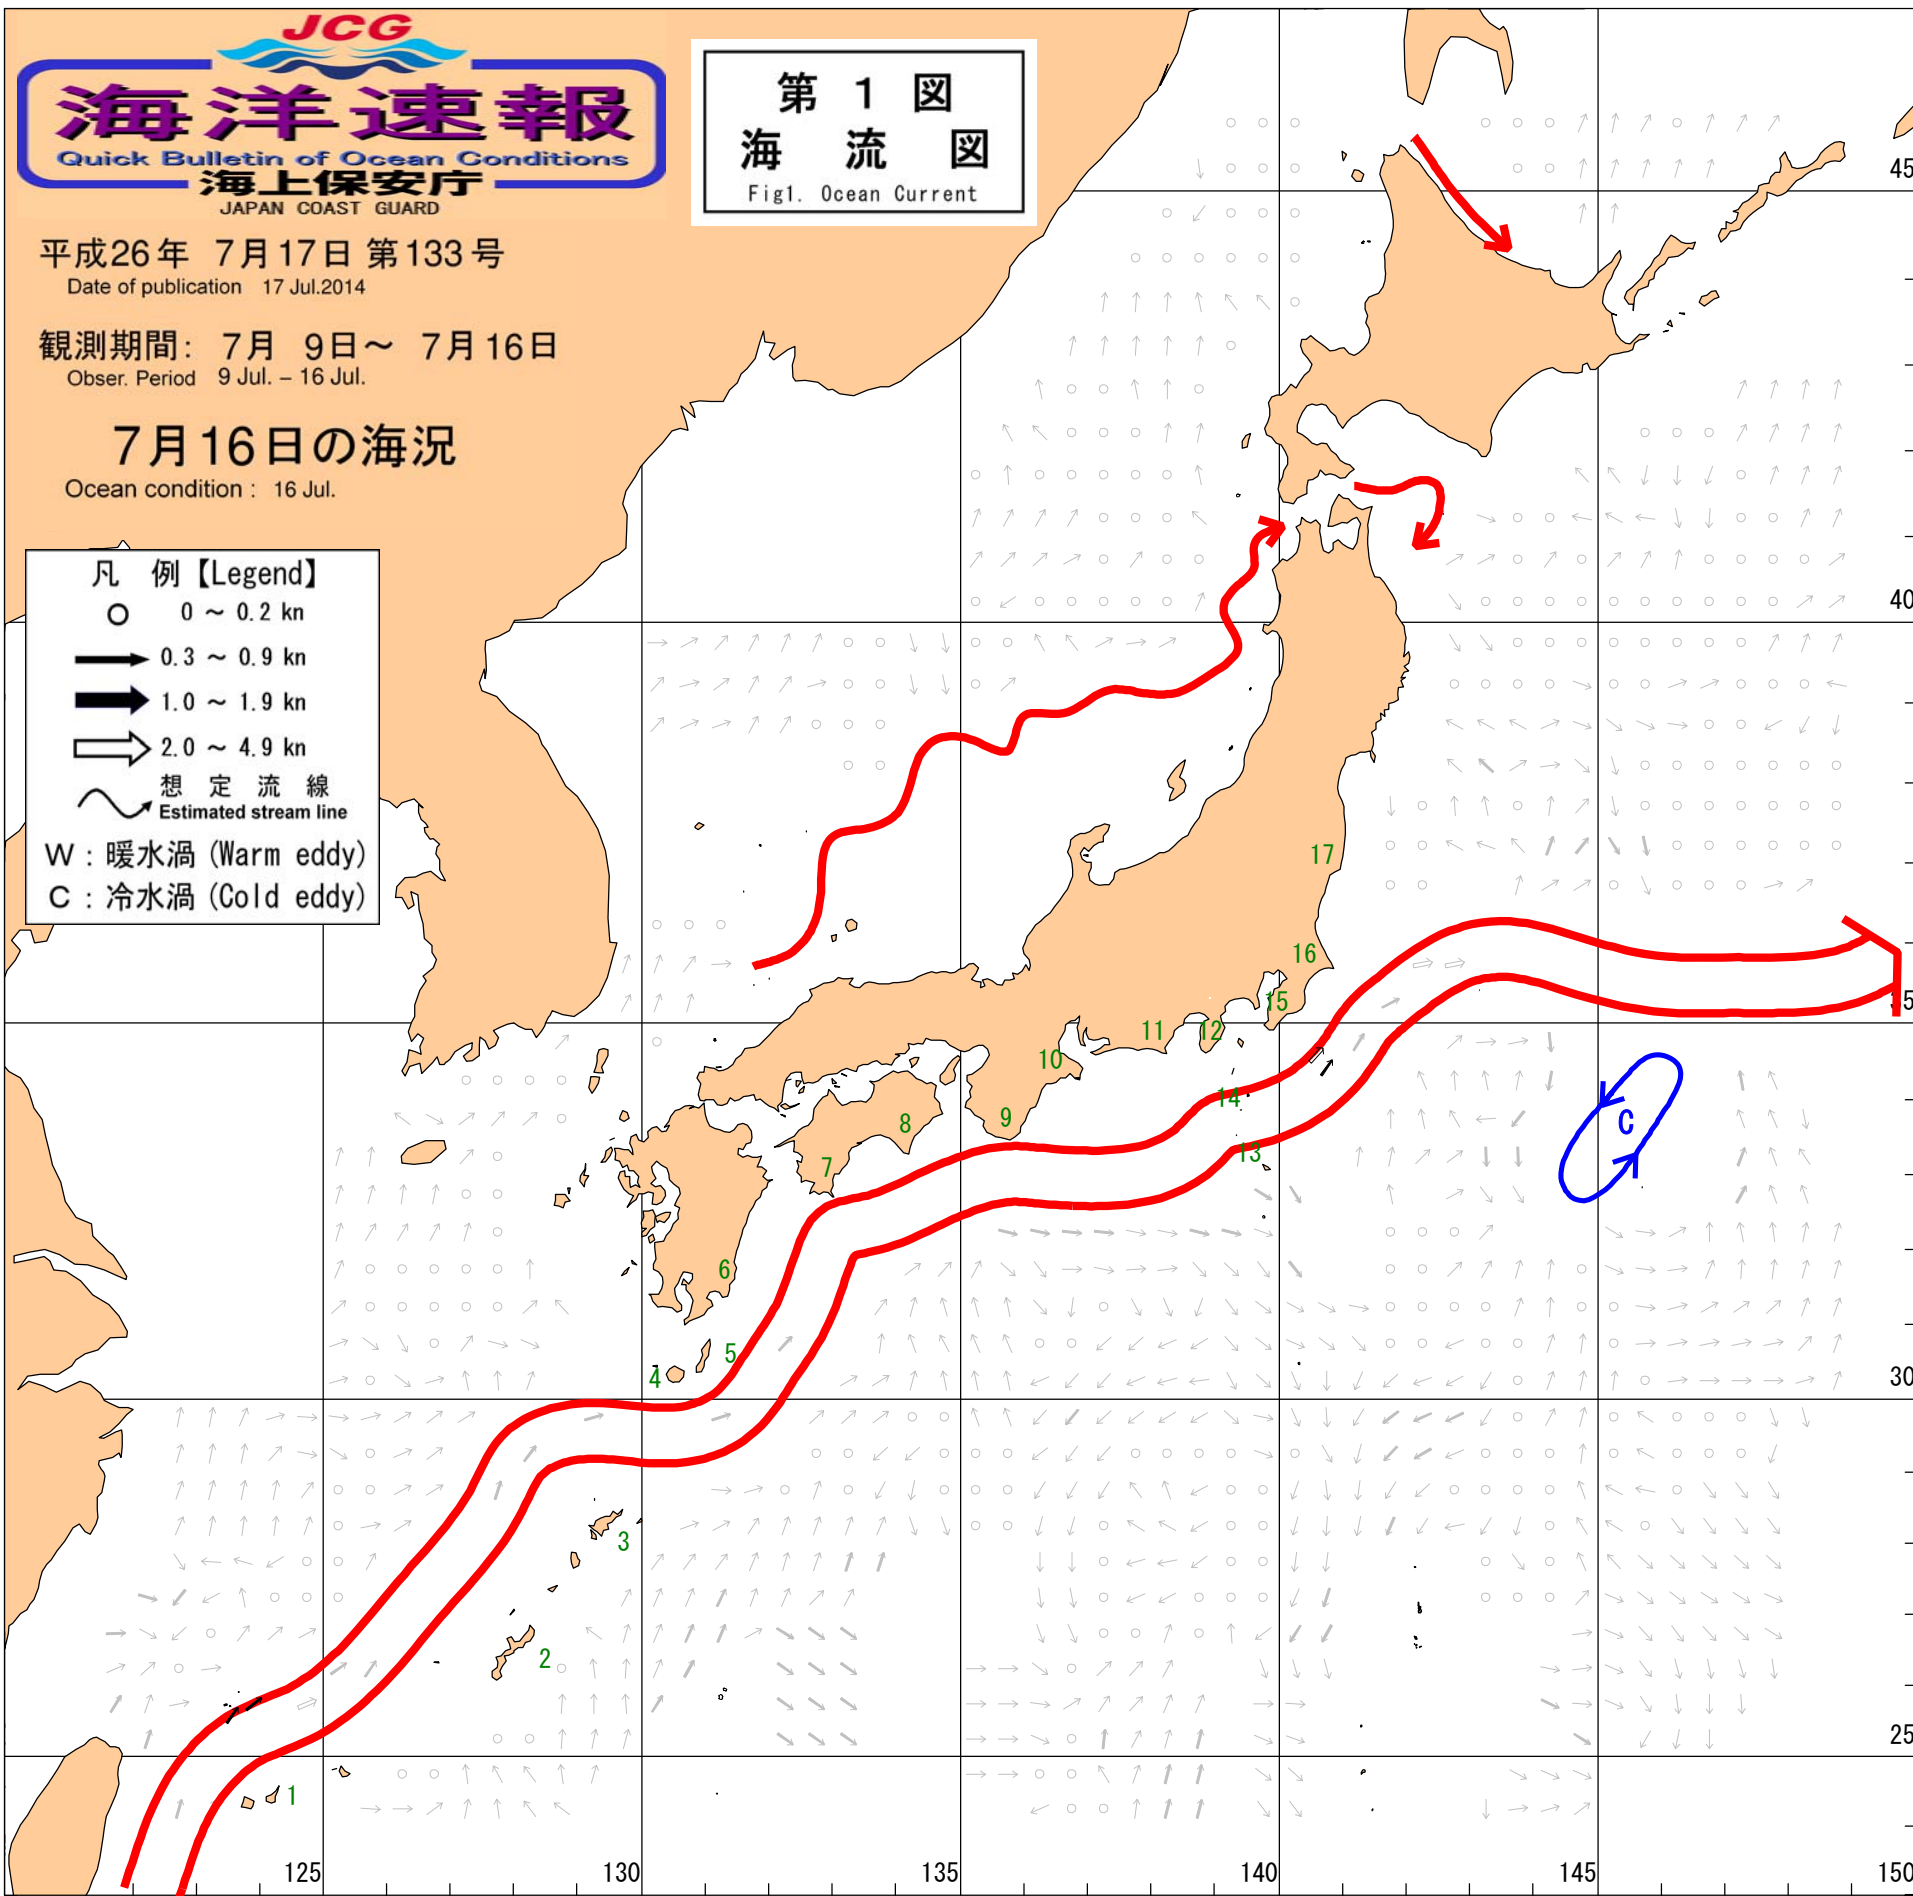 JCG
海洋速報
Quick Bulletin of Ocean Conditions
海上保安庁
JAPAN COAST GUARD
平成26年 7月17日 第133号
Date of publication 17 Jul.2014
観測期間: 7月 9日～ 7月16日
Obser. Period 9 Jul. – 16 Jul.
7月16日の海況
Ocean condition : 16 Jul.
第 1 図
海 流 図
Fig1. Ocean Current
凡 例【Legend】
0 ～ 0.2 kn
0.3 ～ 0.9 kn
1.0 ～ 1.9 kn
2.0 ～ 4.9 kn
想 定 流 線
Estimated stream line
W : 暖水渦 (Warm eddy)
C : 冷水渦 (Cold eddy)
45
40
17
16
35
15
11
12
10
14
C
9
8
13
7
6
5
4
30
3
2
25
1
125
130
135
140
145
150